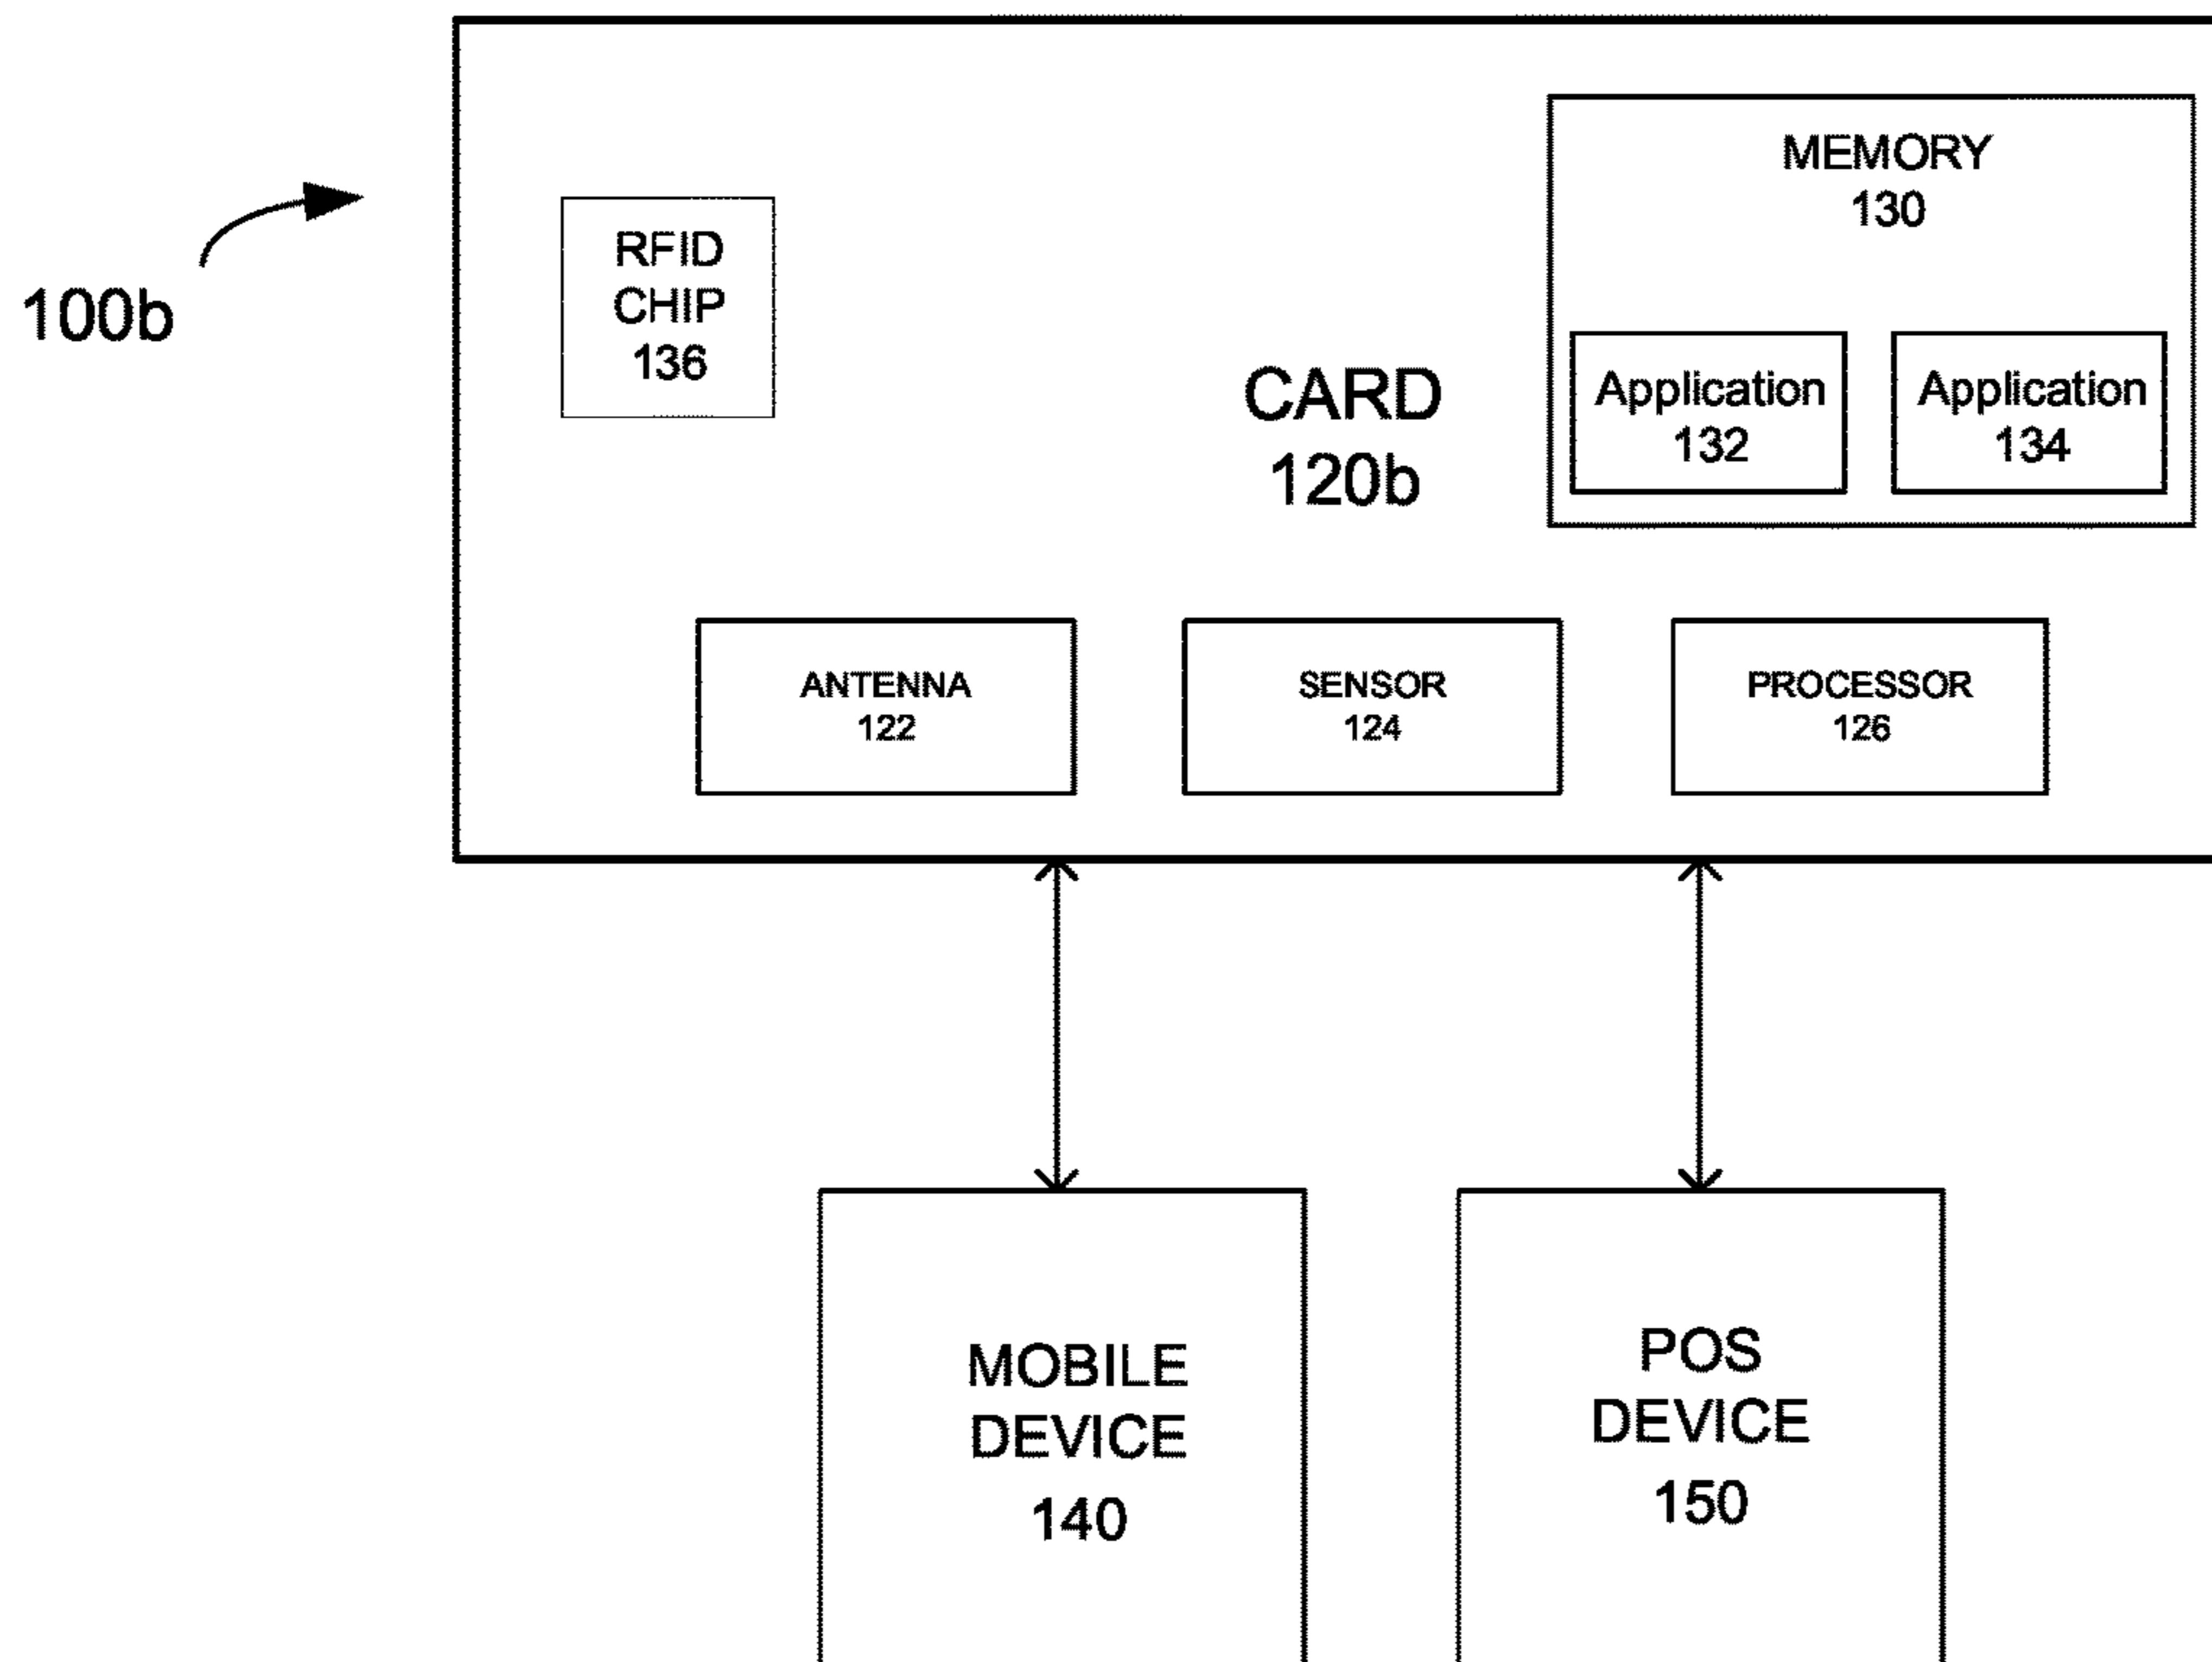 100b
RFID
CHIP
136
CARD
120b
MEMORY
130
Application
132
Application
134
ANTENNA
122
SENSOR
124
PROCESSOR
126
MOBILE
DEVICE
140
POS
DEVICE
150